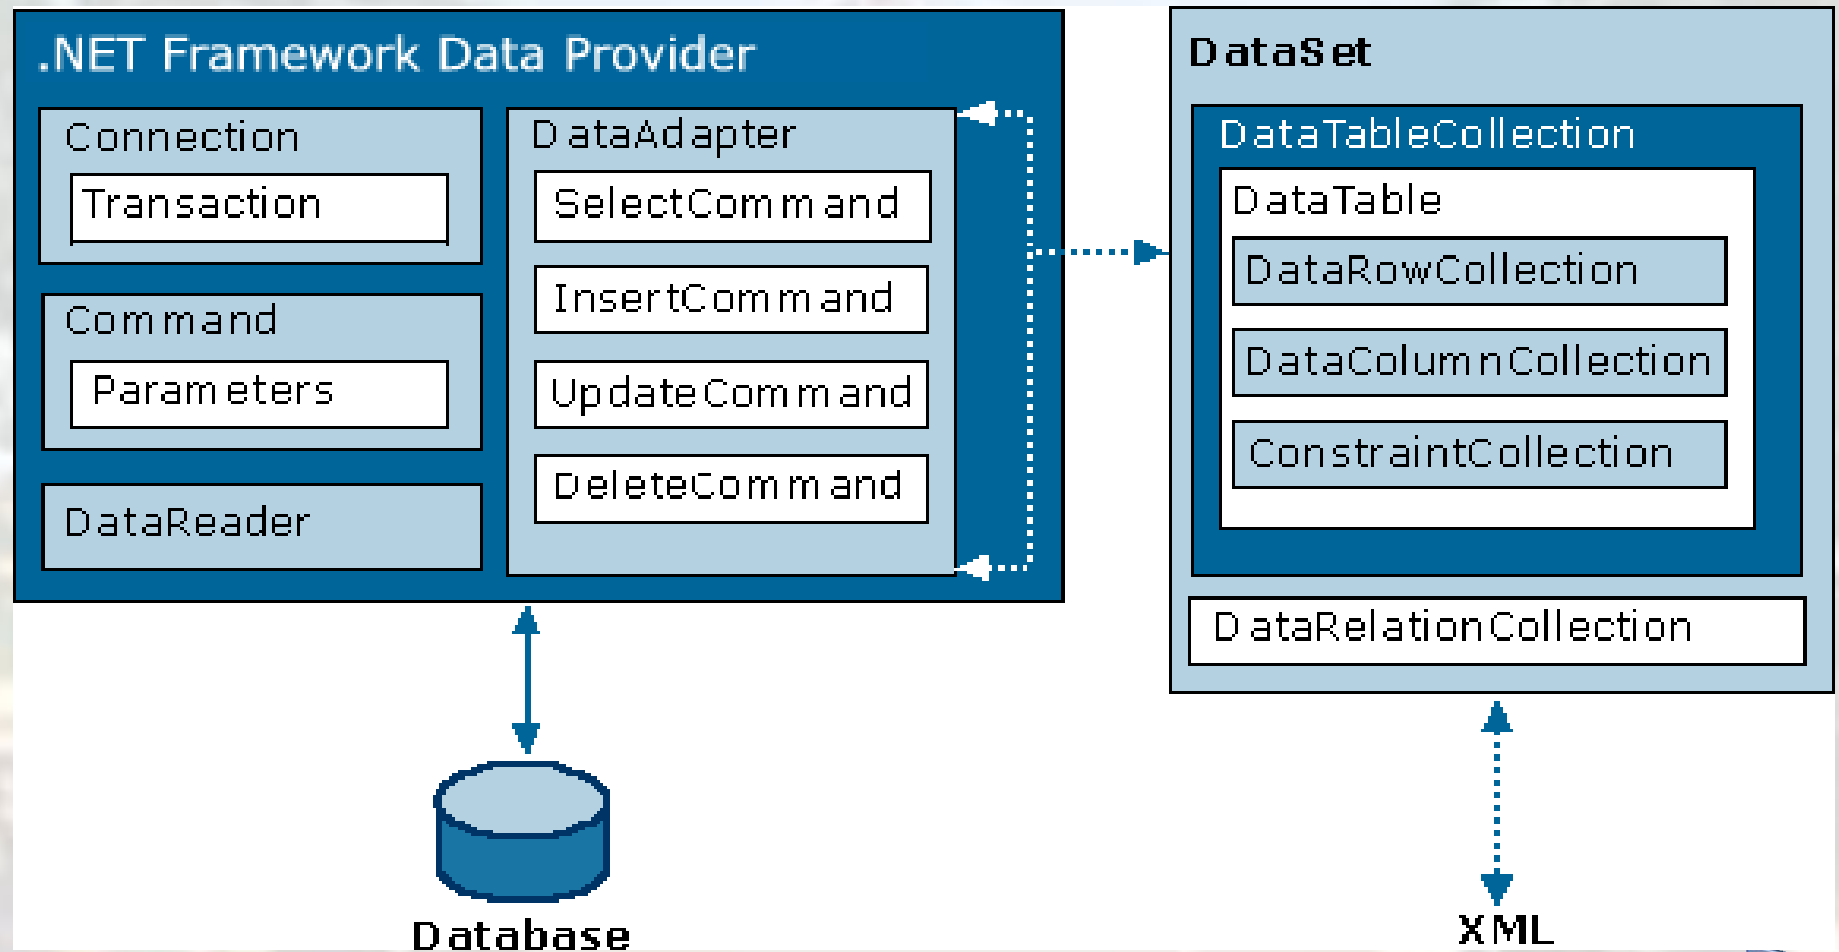 .NET Framework Data Provider
Connection
Transaction
Command
Parameters
DataReader
DataAdapter
SelectCommand
InsertCommand
UpdateCommand
DeleteCommand
Database
DataSet
DataTableCollection
DataTable
DataRowCollection
DataColumnCollection
ConstraintCollection
DataRelationCollection
XML